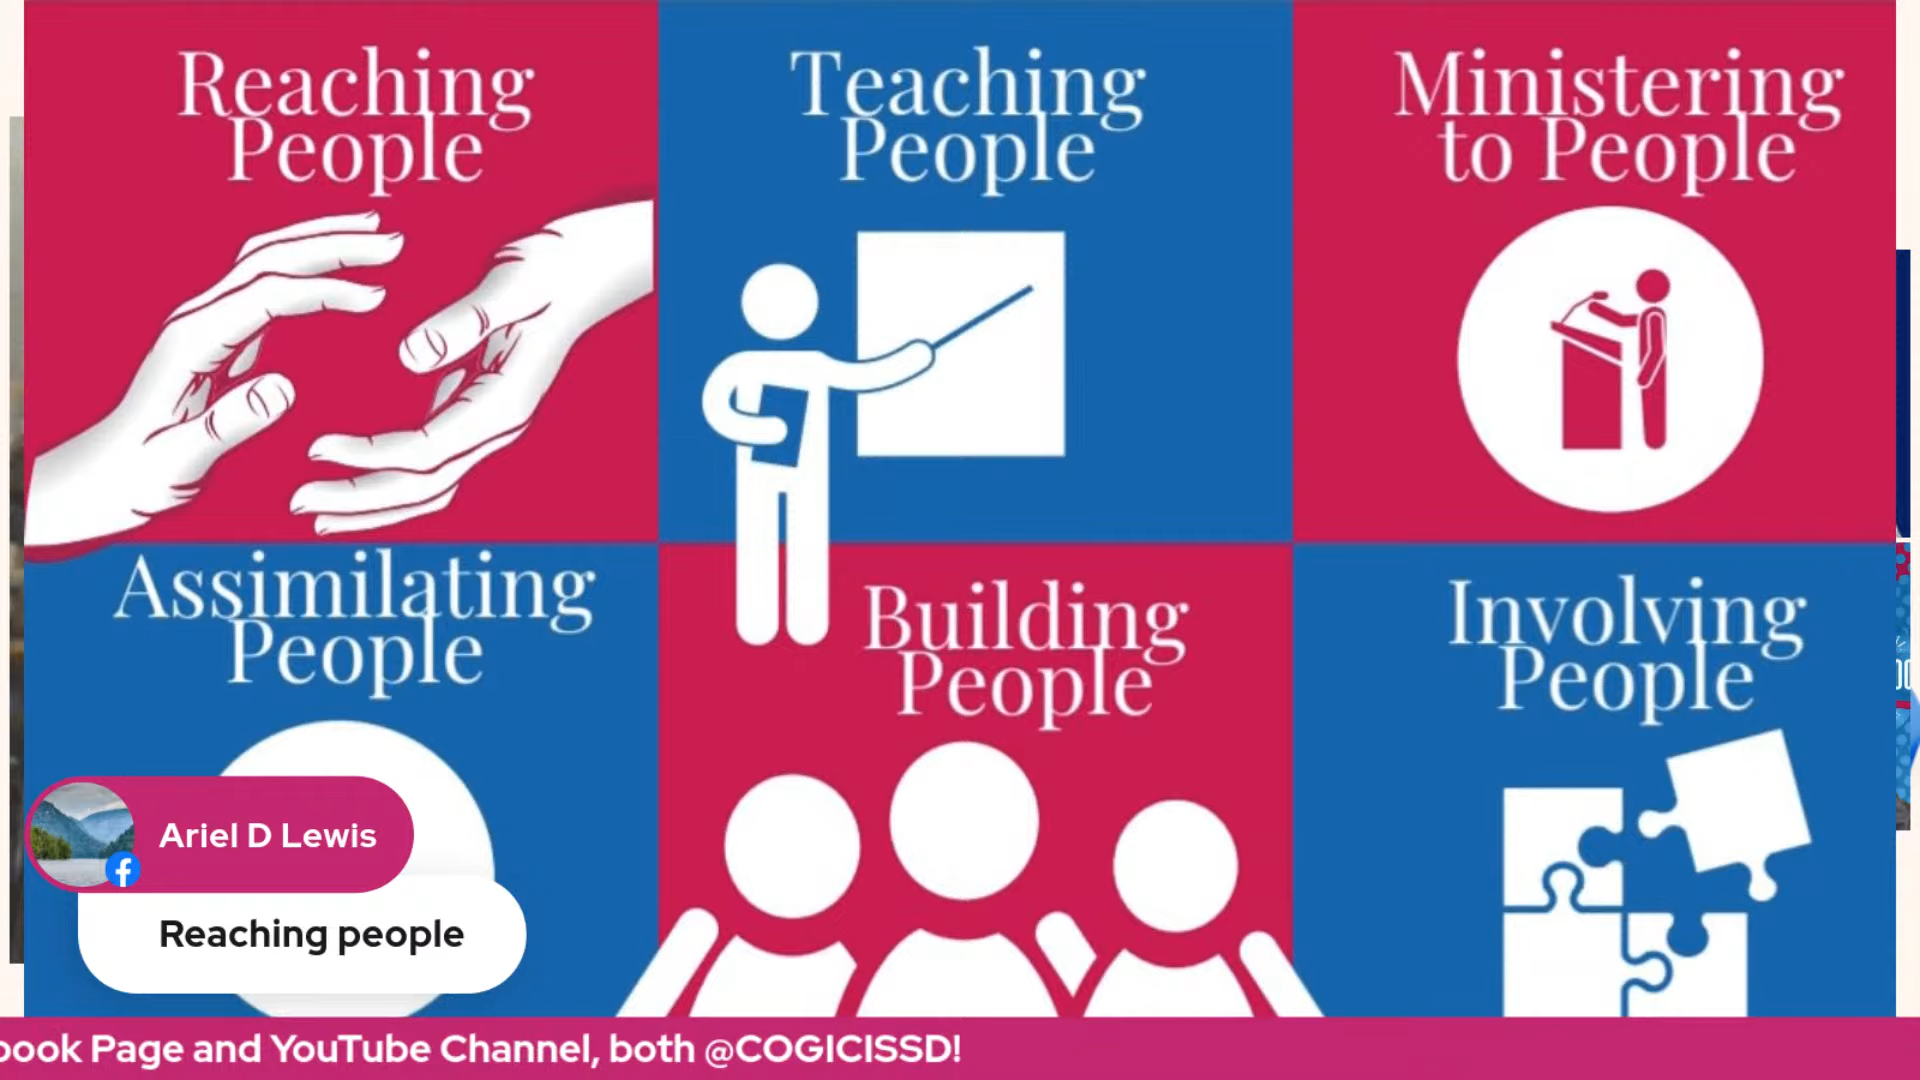 Reaching
People
Teaching
People
Ministering
to People
Assimilating
People
Building
People
Involving
People
Ariel D Lewis
Reaching people
book Page and YouTube Channel, both @COGICISSD!